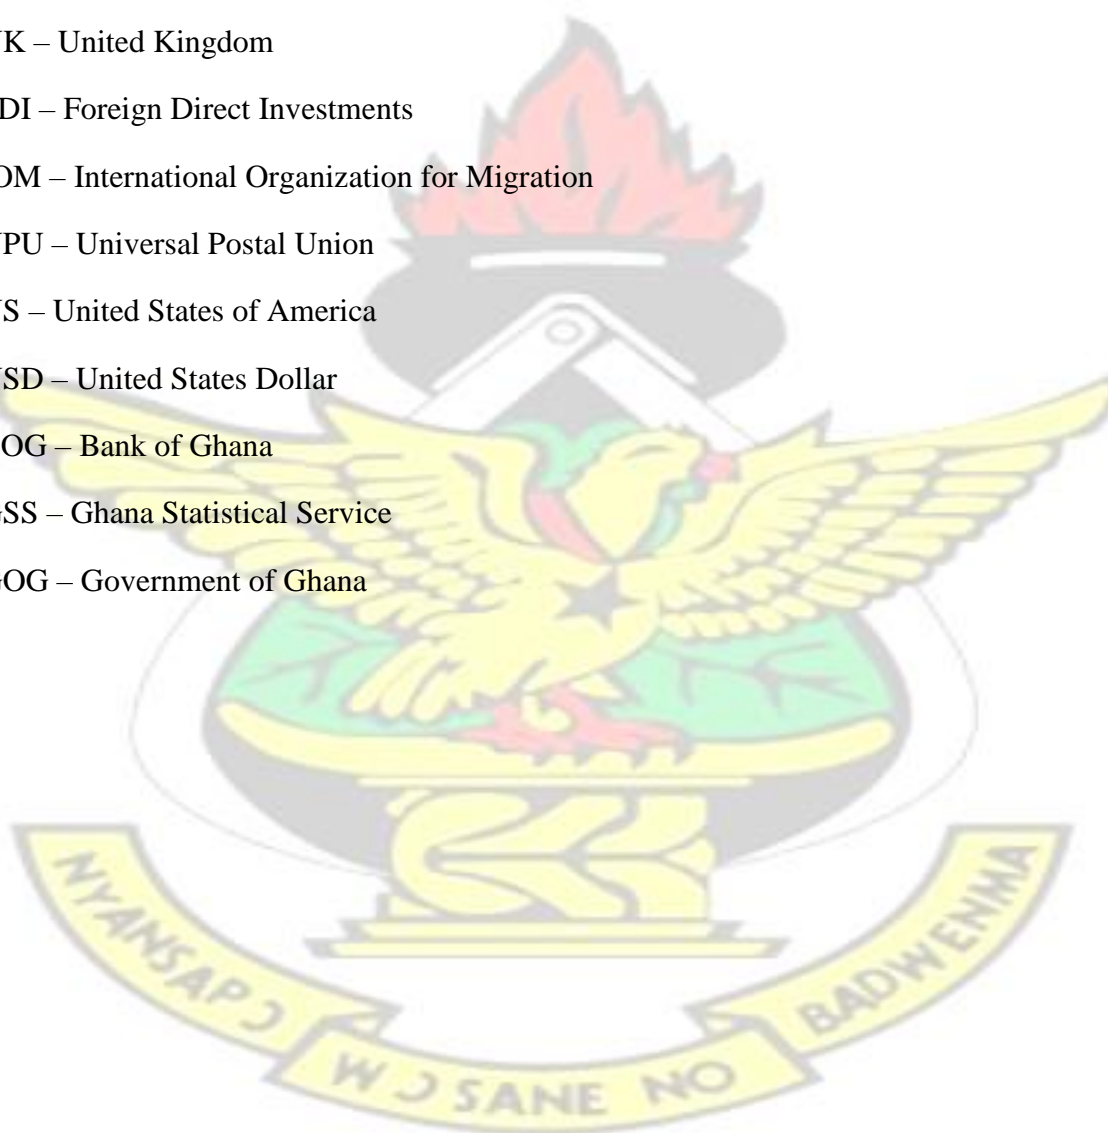 K – United Kingdom
DI – Foreign Direct Investments
OM – International Organization for Migration
PU – Universal Postal Union
S – United States of America
SD – United States Dollar
OG – Bank of Ghana
SS – Ghana Statistical Service
OG – Government of Ghana
NYANSAPƆ
WƆ SANE NO
BADWENMA